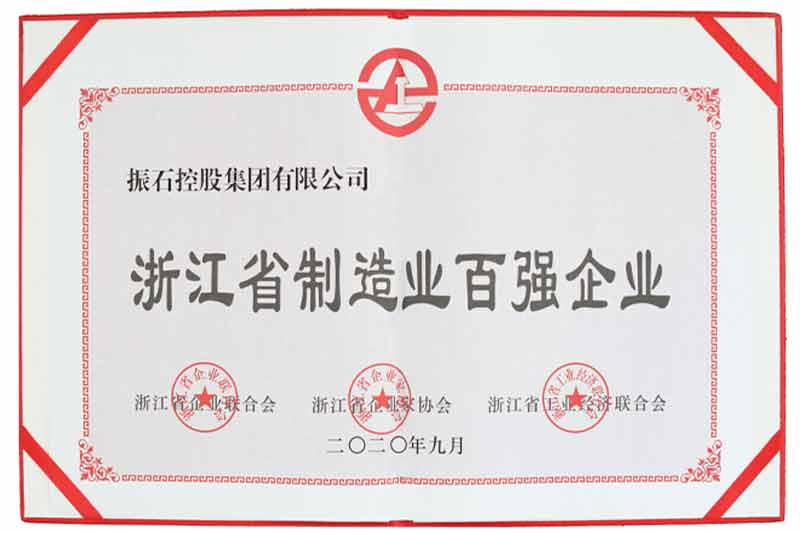 振石控股集团有限公司
浙江省制造业百强企业
浙江省企业联合会 浙江省企业家协会 浙江省工业经济联合会
二〇二〇年九月